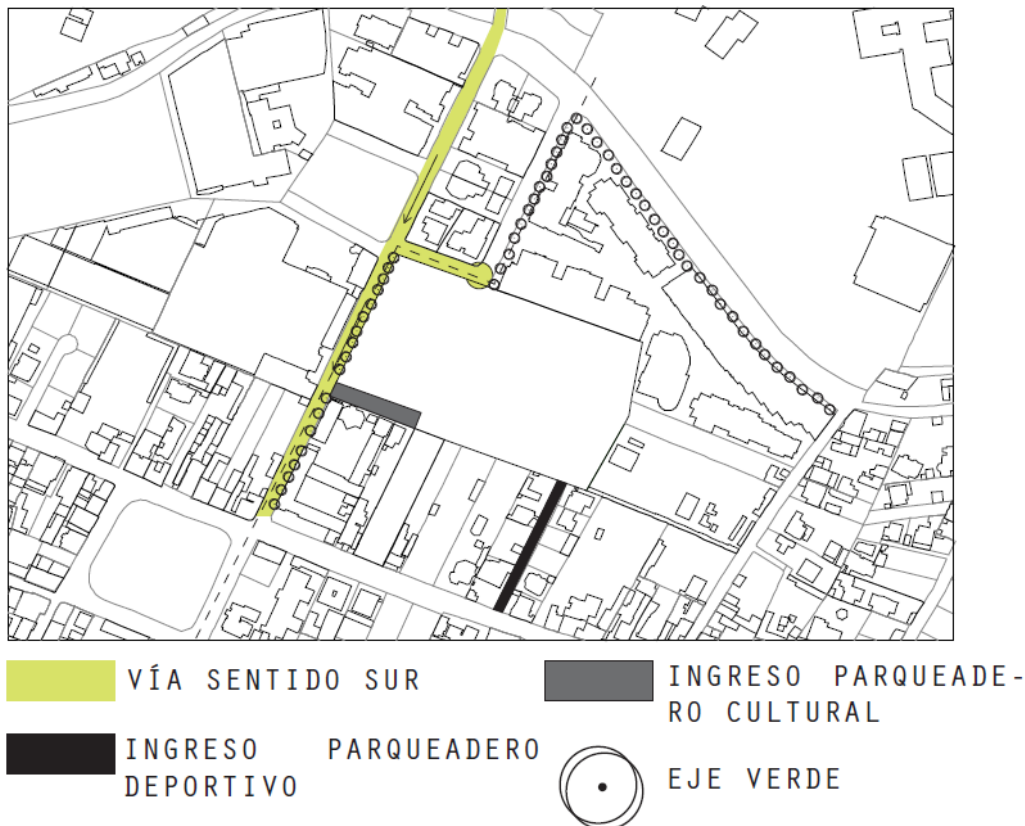 VÍA SENTIDO SUR
INGRESO PARQUEADERO
DEPORTIVO
INGRESO PARQUEADE-
RO CULTURAL
EJE VERDE